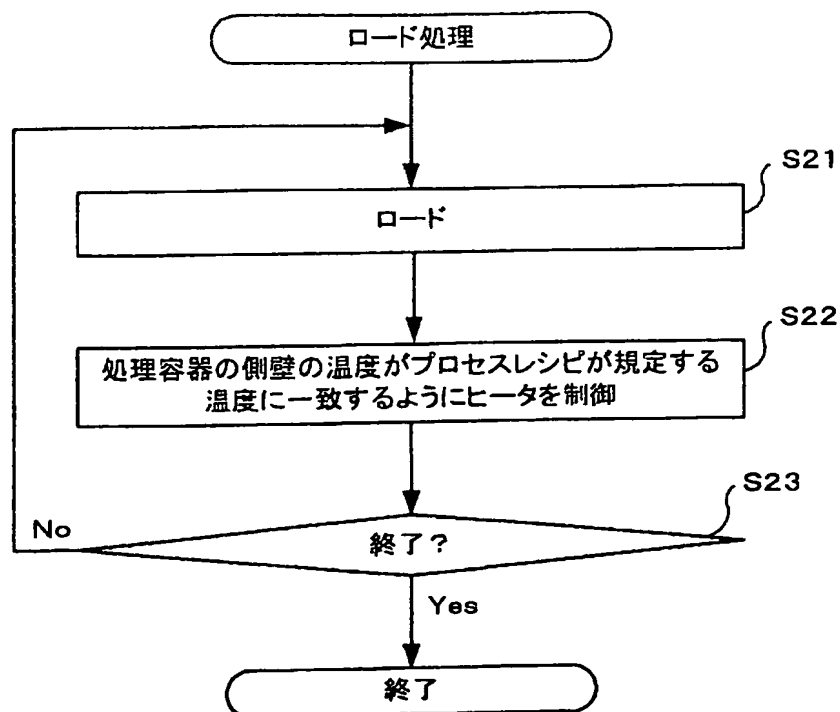 ロード処理
S21
ロード
S22
処理容器の側壁の温度がプロセスレシピが規定する
温度に一致するようにヒータを制御
S23
No
終了？
Yes
終了